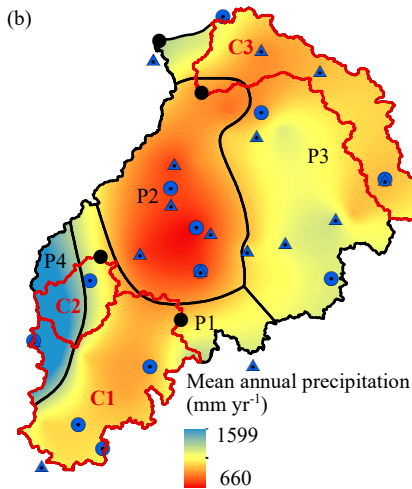 (b)
C3
P3
P2
P4
C2
P1
C1
Mean annual precipitation
(mm yr⁻¹)
1599
660